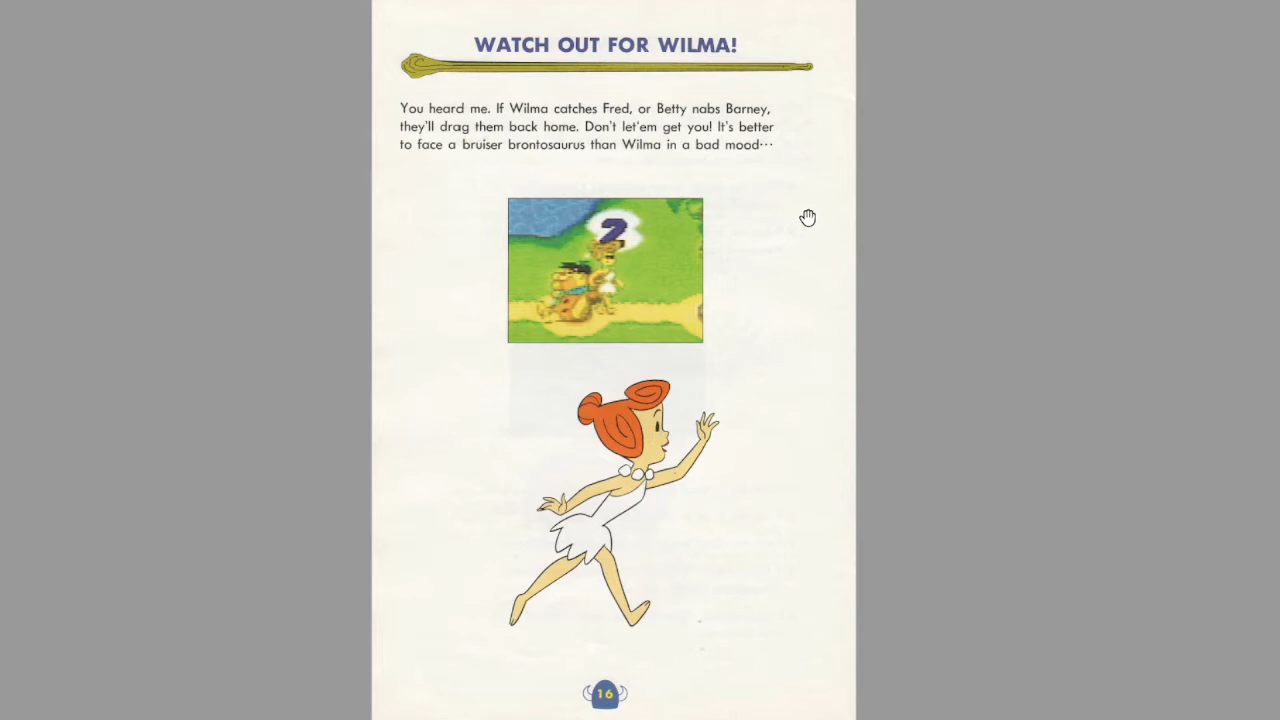 WATCH OUT FOR WILMA!
You heard me. If Wilma catches Fred, or Betty nabs Barney,
they'll drag them back home. Don't let'em get you! It's better
to face a bruiser brontosaurus than Wilma in a bad mood···
2
16